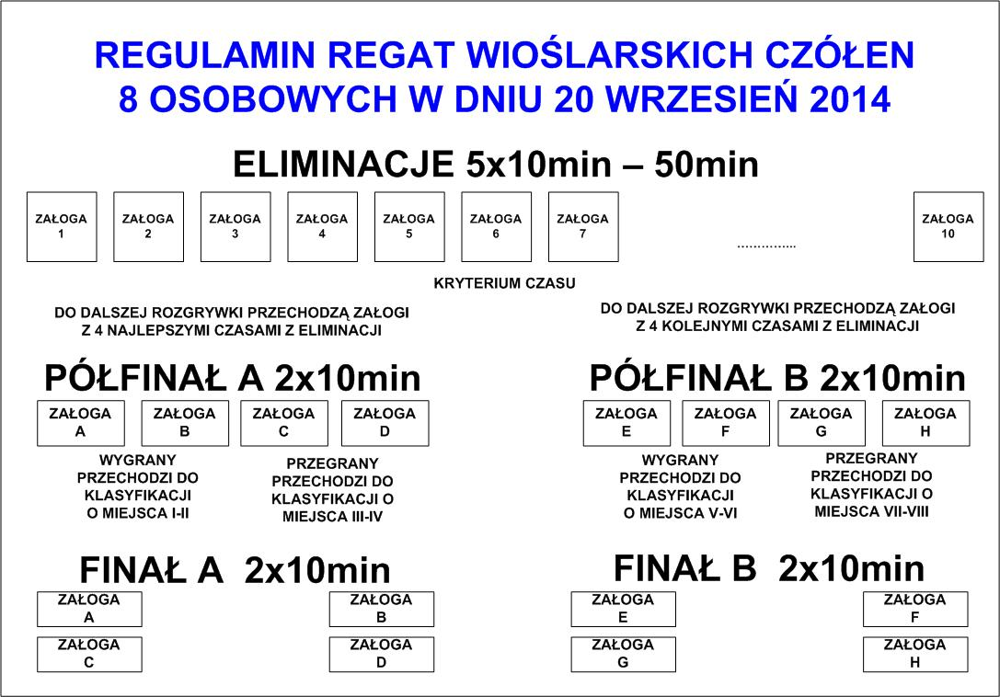 REGULAMIN REGAT WIOŚLARSKICH CZÓŁEN
8 OSOBOWYCH W DNIU 20 WRZESIEŃ 2014
ELIMINACJE 5x10min – 50min
ZAŁOGA
1
ZAŁOGA
2
ZAŁOGA
3
ZAŁOGA
4
ZAŁOGA
5
ZAŁOGA
6
ZAŁOGA
7
..............
ZAŁOGA
10
KRYTERIUM CZASU
DO DALSZEJ ROZGRYWKI PRZECHODZĄ ZAŁOGI
Z 4 NAJLEPSZYMI CZASAMI Z ELIMINACJI
DO DALSZEJ ROZGRYWKI PRZECHODZĄ ZAŁOGI
Z 4 KOLEJNYMI CZASAMI Z ELIMINACJI
PÓŁFINAŁ A 2x10min
ZAŁOGA
A
ZAŁOGA
B
ZAŁOGA
C
ZAŁOGA
D
WYGRANY
PRZECHODZI DO
KLASYFIKACJI
O MIEJSCA I-II
PRZEGRANY
PRZECHODZI DO
KLASYFIKACJI O
MIEJSCA III-IV
PÓŁFINAŁ B 2x10min
ZAŁOGA
E
ZAŁOGA
F
ZAŁOGA
G
ZAŁOGA
H
WYGRANY
PRZECHODZI DO
KLASYFIKACJI
O MIEJSCA V-VI
PRZEGRANY
PRZECHODZI DO
KLASYFIKACJI O
MIEJSCA VII-VIII
FINAŁ A 2x10min
ZAŁOGA
A
ZAŁOGA
B
ZAŁOGA
C
ZAŁOGA
D
FINAŁ B 2x10min
ZAŁOGA
E
ZAŁOGA
F
ZAŁOGA
G
ZAŁOGA
H